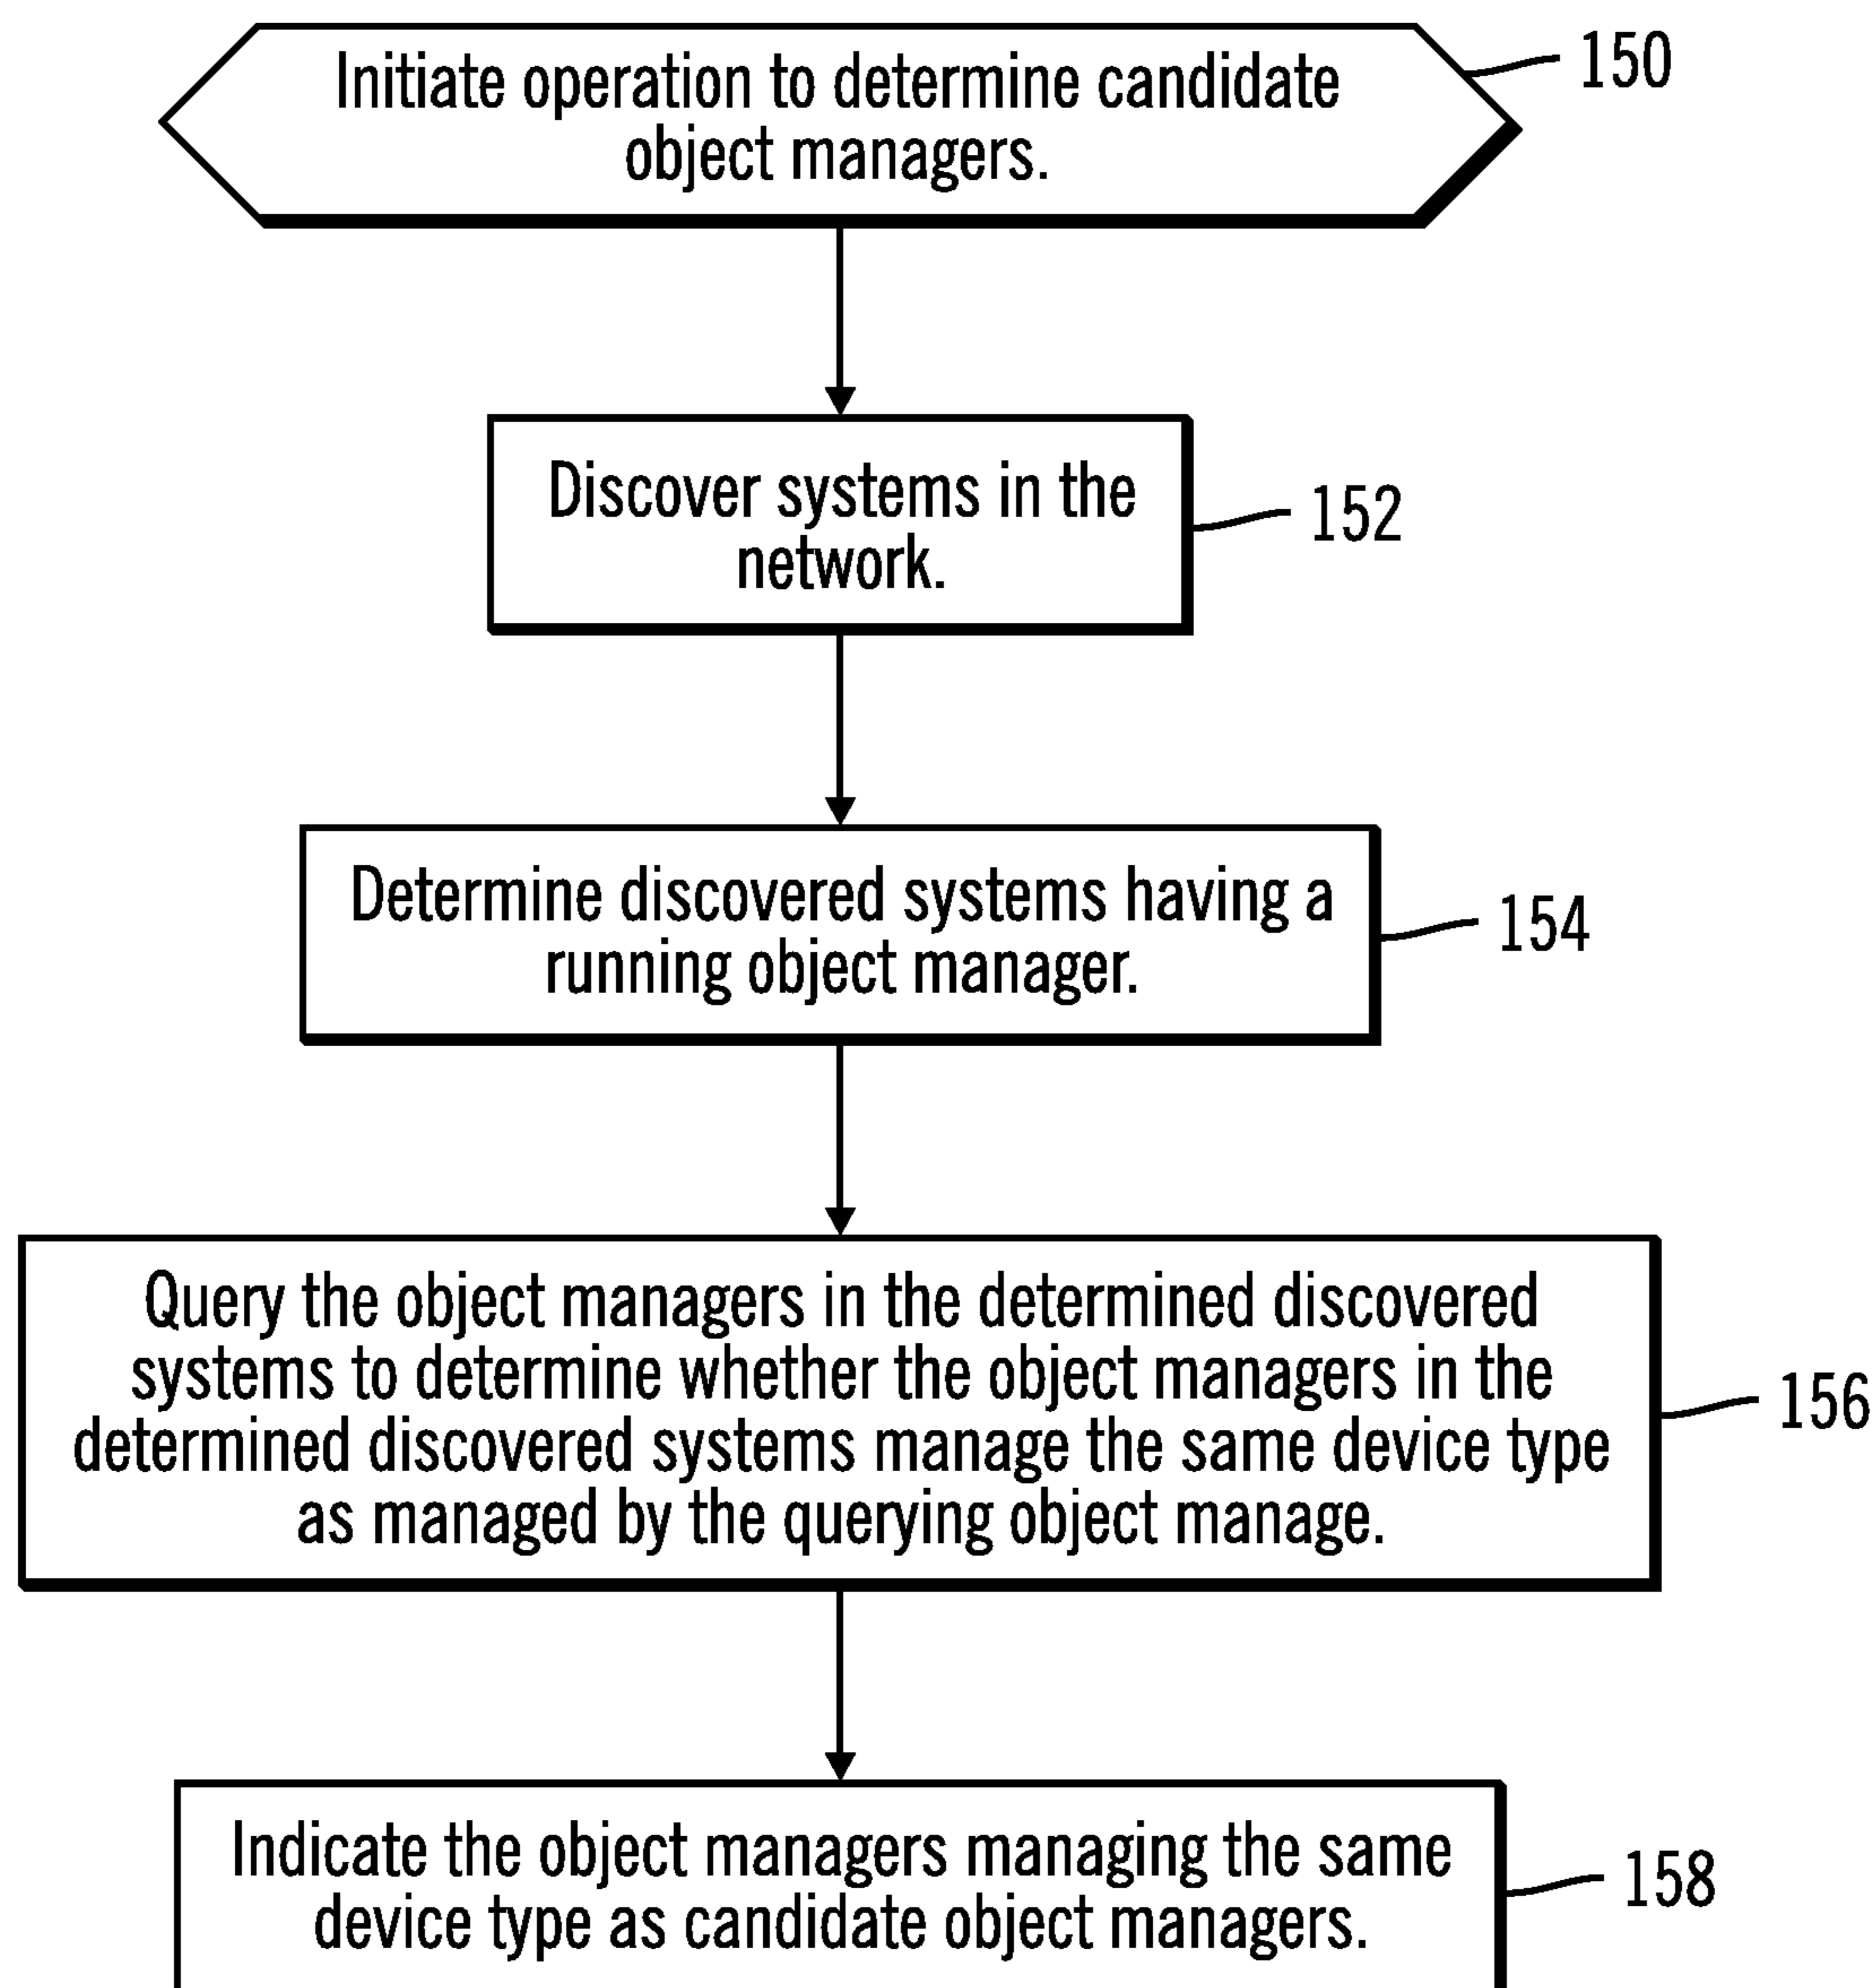 Initiate operation to determine candidate
object managers.
150
Discover systems in the
network.
152
Determine discovered systems having a
running object manager.
154
Query the object managers in the determined discovered
systems to determine whether the object managers in the
determined discovered systems manage the same device type
as managed by the querying object manage.
156
Indicate the object managers managing the same
device type as candidate object managers.
158